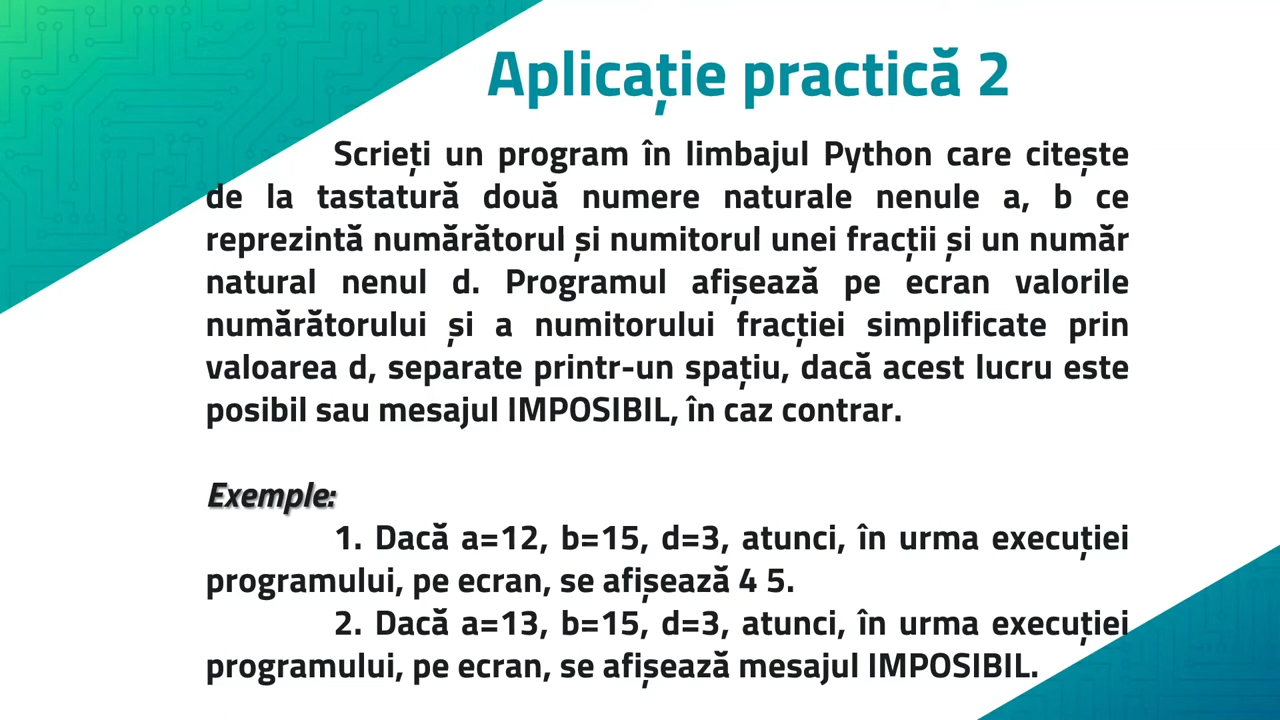 Aplicație practică 2
Scrieți un program în limbajul Python care citește
de la tastatură două numere naturale nenule a, b ce
reprezintă numărătorul și numitorul unei fracții și un număr
natural nenul d. Programul afișează pe ecran valorile
numărătorului și a numitorului fracției simplificate prin
valoarea d, separate printr-un spațiu, dacă acest lucru este
posibil sau mesajul IMPOSIBIL, în caz contrar.
Exemple:
1. Dacă a=12, b=15, d=3, atunci, în urma execuției
programului, pe ecran, se afișează 4 5.
2. Dacă a=13, b=15, d=3, atunci, în urma execuției
programului, pe ecran, se afișează mesajul IMPOSIBIL.